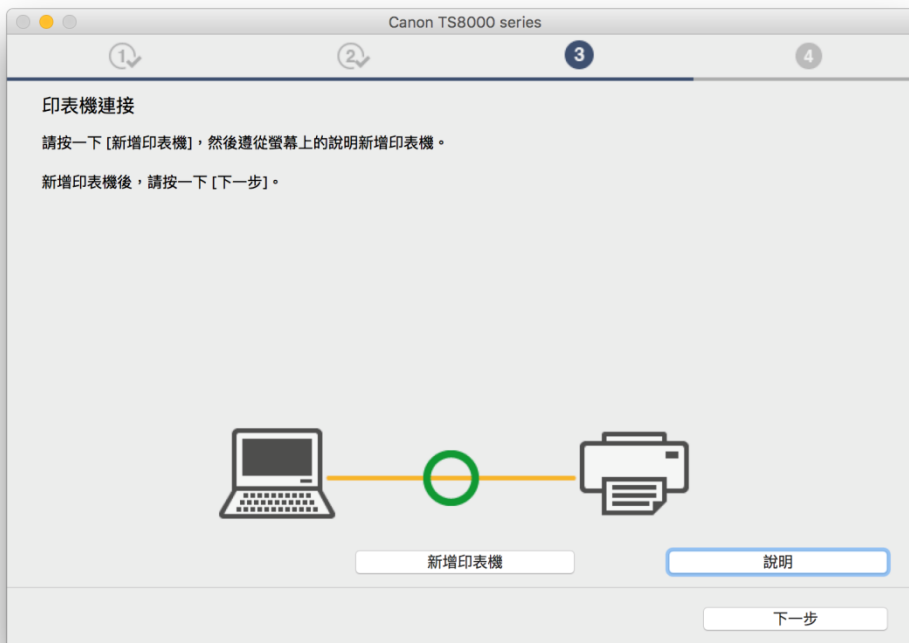 Canon TS8000 series
1 2 3 4
印表機連接
請按一下 [新增印表機]，然後遵從螢幕上的說明新增印表機。
新增印表機後，請按一下 [下一步]。
新增印表機 說明
下一步